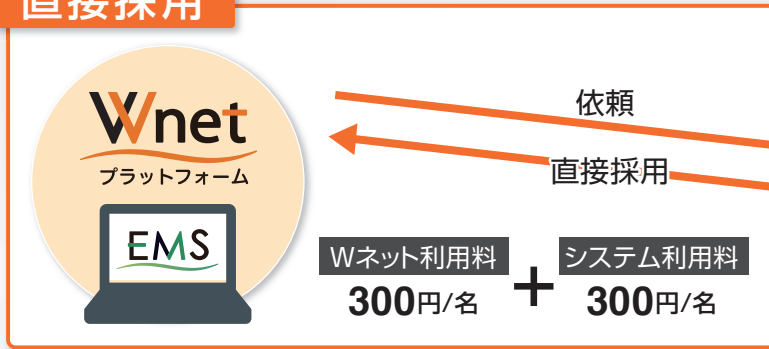 直接採用
Wnet
プラットフォーム
EMS
依頼
直接採用
Wネット利用料
300円/名
+
システム利用料
300円/名